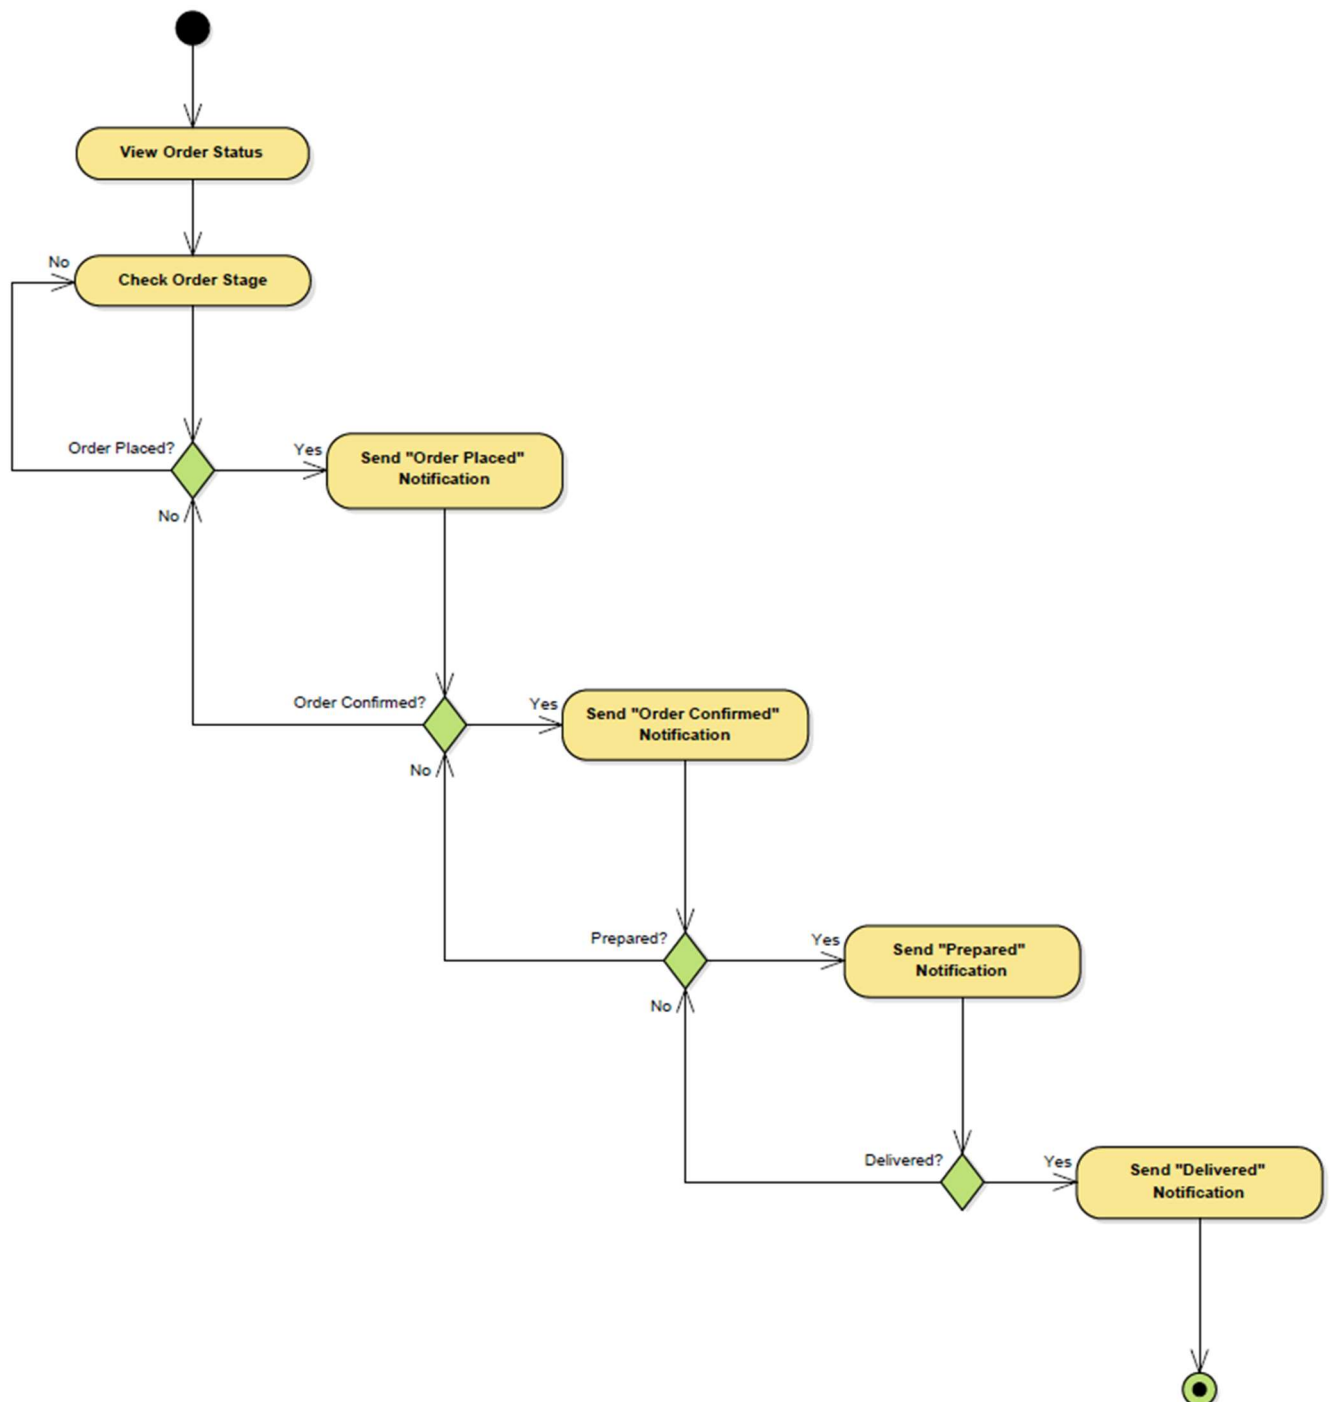 View Order Status
No
Check Order Stage
Order Placed?
Yes
Send "Order Placed"
Notification
No
Order Confirmed?
Yes
Send "Order Confirmed"
Notification
No
Prepared?
Yes
Send "Prepared"
Notification
No
Delivered?
Yes
Send "Delivered"
Notification